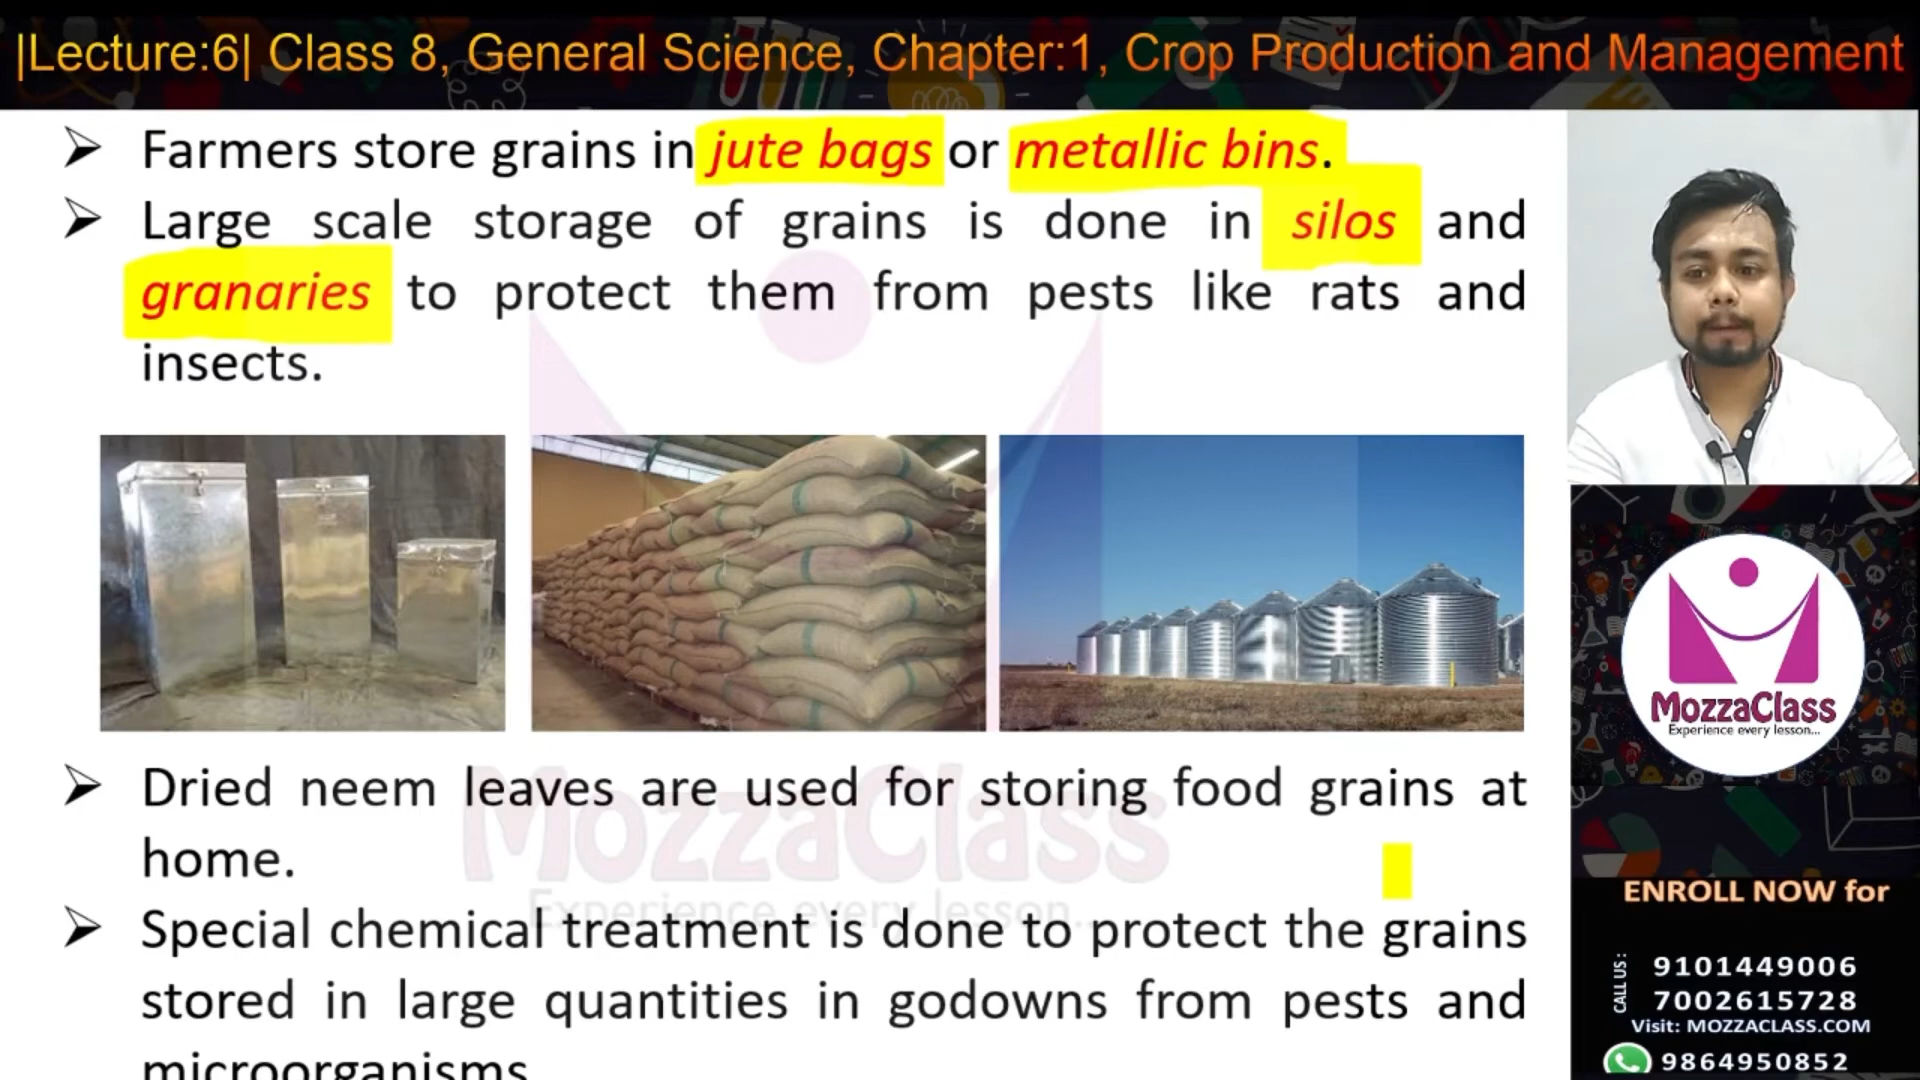 |Lecture:6| Class 8, General Science, Chapter:1, Crop Production and Management
➢ Farmers store grains in jute bags or metallic bins.
➢ Large scale storage of grains is done in silos and
granaries to protect them from pests like rats and
insects.
➢ Dried neem leaves are used for storing food grains at
home.
➢ Special chemical treatment is done to protect the grains
stored in large quantities in godowns from pests and
microorganisms
MozzaClass
Experience every lesson...
MozzaClass
Experience every lesson...
ENROLL NOW for
CALL US :
9101449006
7002615728
Visit: MOZZACLASS.COM
9864950852